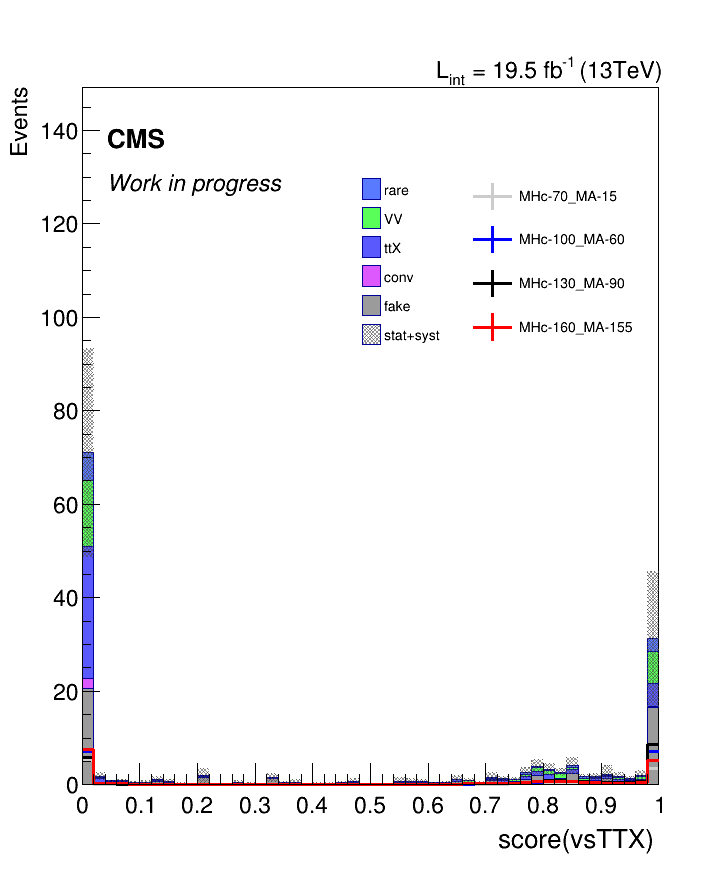 L_int = 19.5 fb^-1 (13TeV)
Events
CMS
Work in progress
rare
VV
ttX
conv
fake
stat+syst
MHc-70_MA-15
MHc-100_MA-60
MHc-130_MA-90
MHc-160_MA-155
140
120
100
80
60
40
20
0
0 0.1 0.2 0.3 0.4 0.5 0.6 0.7 0.8 0.9 1
score(vsTTX)